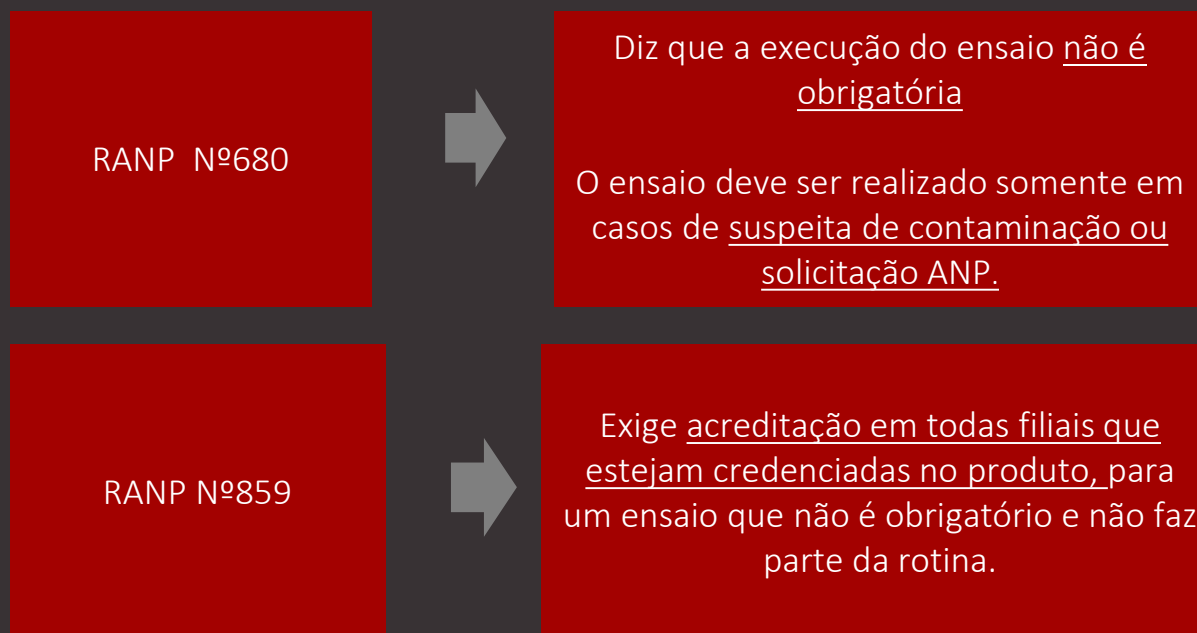 RANP Nº680
Diz que a execução do ensaio não é
obrigatória
O ensaio deve ser realizado somente em
casos de suspeita de contaminação ou
solicitação ANP.
RANP Nº859
Exige acreditação em todas filiais que
estejam credenciadas no produto, para
um ensaio que não é obrigatório e não faz
parte da rotina.